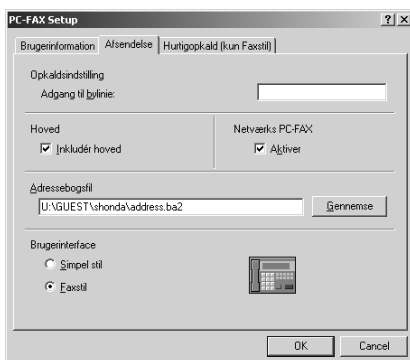 PC-FAX Setup
Brugerinformation Afsendelse Hurtigopkald (kun Faxstil)
Opkaldsindstilling
Adgang til bylinie:
Hoved Netværks PC-FAX
Inkludér hoved Aktiver
Adressebogsfil
U:\GUEST\shonda\address.ba2 Gennemse
Brugerinterface
Simpel stil
Faxstil
OK Cancel